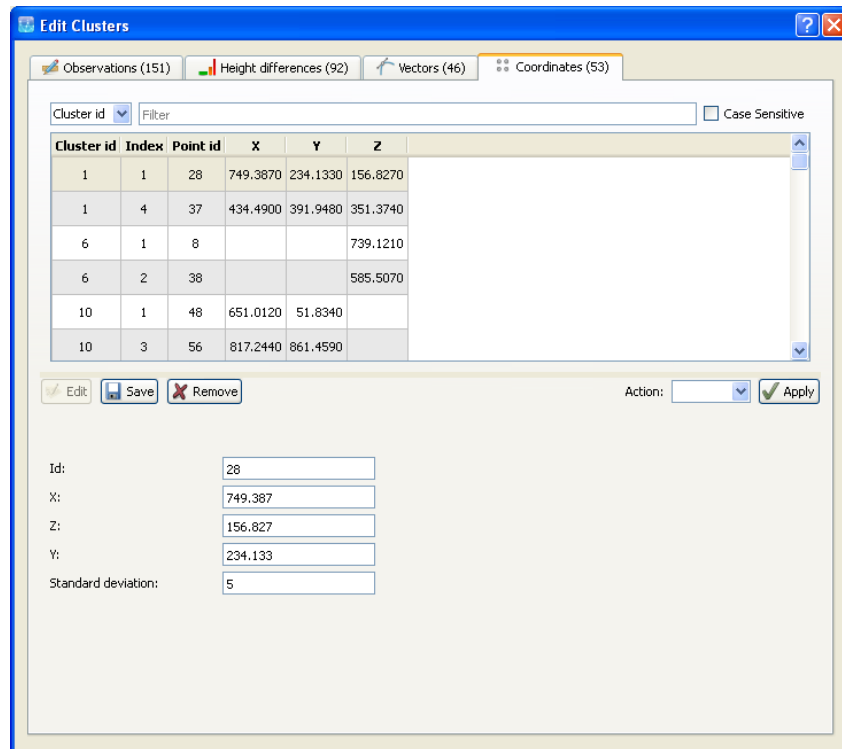 Edit Clusters
Observations (151) Height differences (92) Vectors (46) Coordinates (53)
Cluster id Filter Case Sensitive
Cluster id Index Point id X Y Z
1 1 28 749.3870 234.1330 156.8270
1 4 37 434.4900 391.9480 351.3740
6 1 8 739.1210
6 2 38 585.5070
10 1 48 651.0120 51.8340
10 3 56 817.2440 861.4590
Edit Save Remove Action: Apply
Id: 28
X: 749.387
Z: 156.827
Y: 234.133
Standard deviation: 5